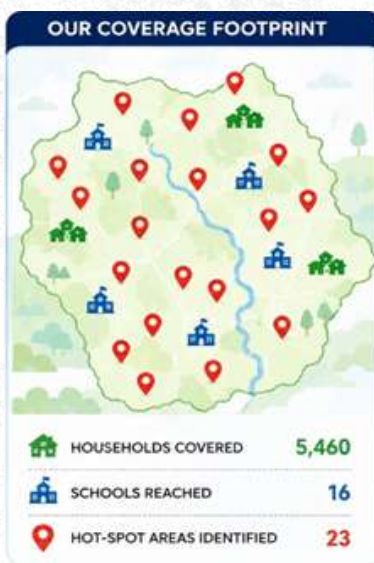 OUR COVERAGE FOOTPRINT
HOUSEHOLDS COVERED 5,460
SCHOOLS REACHED 16
HOT-SPOT AREAS IDENTIFIED 23